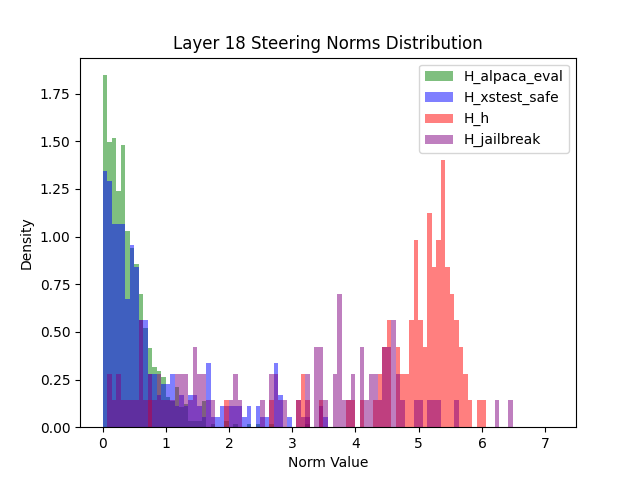 Layer 18 Steering Norms Distribution
H_alpaca_eval
H_xstest_safe
H_h
H_jailbreak
Density
1.75
1.50
1.25
1.00
0.75
0.50
0.25
0.00
0 1 2 3 4 5 6 7
Norm Value